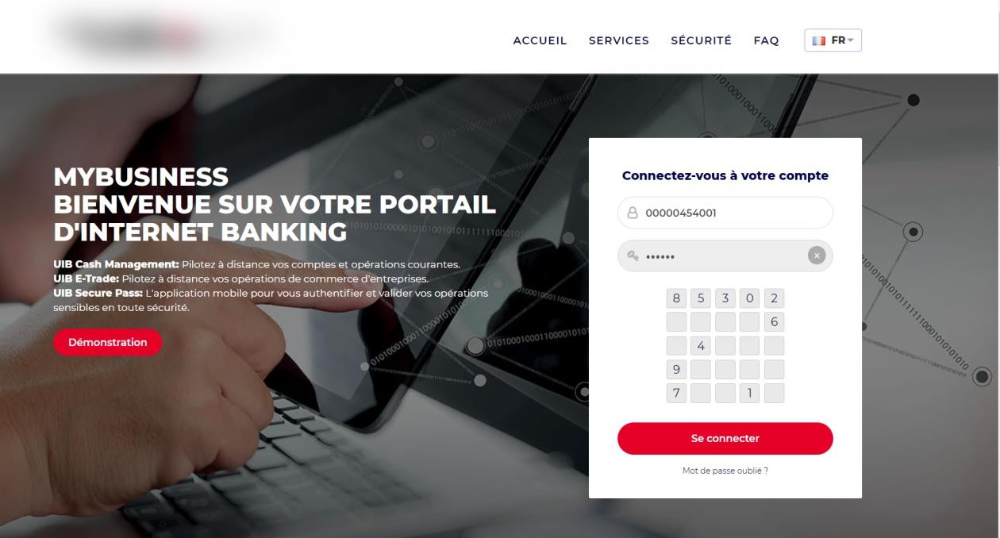 ACCUEIL SERVICES SÉCURITÉ FAQ FR
MYBUSINESS
BIENVENUE SUR VOTRE PORTAIL
D'INTERNET BANKING
UIB Cash Management: Pilotez à distance vos comptes et opérations courantes.
UIB E-Trade: Pilotez à distance vos opérations de commerce d'entreprises.
UIB Secure Pass: L'application mobile pour vous authentifier et valider vos opérations
sensibles en toute sécurité.
Démonstration
Connectez-vous à votre compte
00000454001
••••••
8 5 3 0 2
6
4
9
7 1
Se connecter
Mot de passe oublié ?